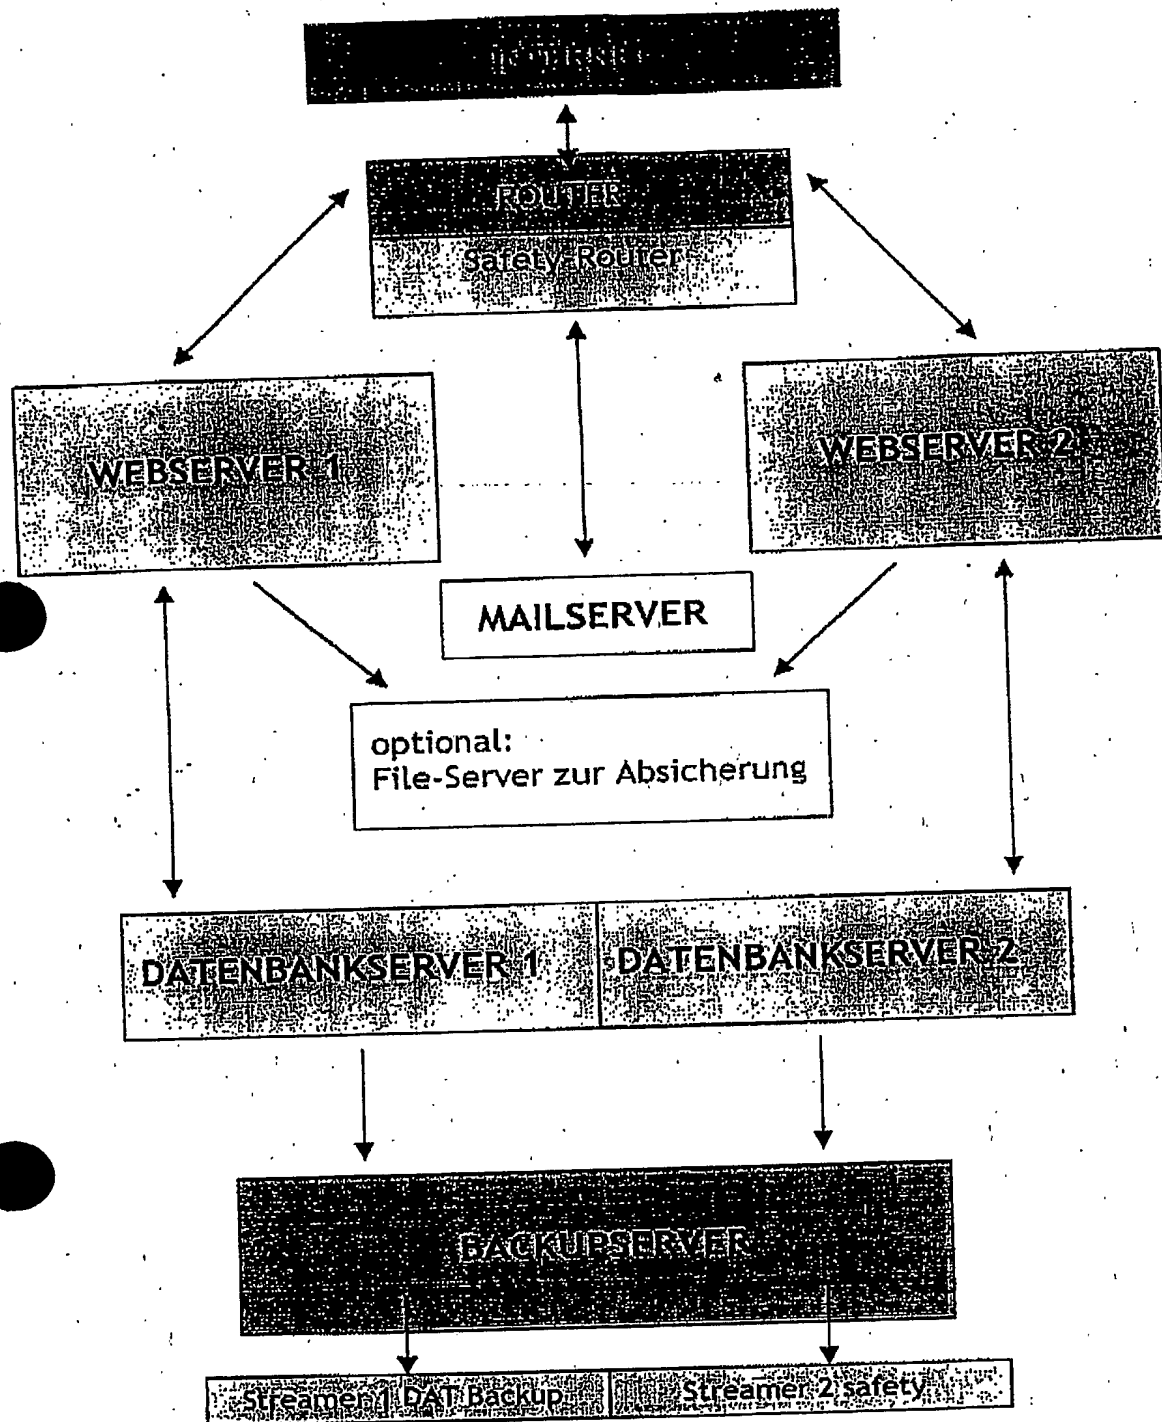 ROUTER
Safety-Router
WEBSERVER 1
WEBSERVER 2
MAILSERVER
optional:
File-Server zur Absicherung
DATENBANKSERVER 1
DATENBANKSERVER 2
BACKUPSERVER
Streamer 1 DAT Backup
Streamer 2 safety